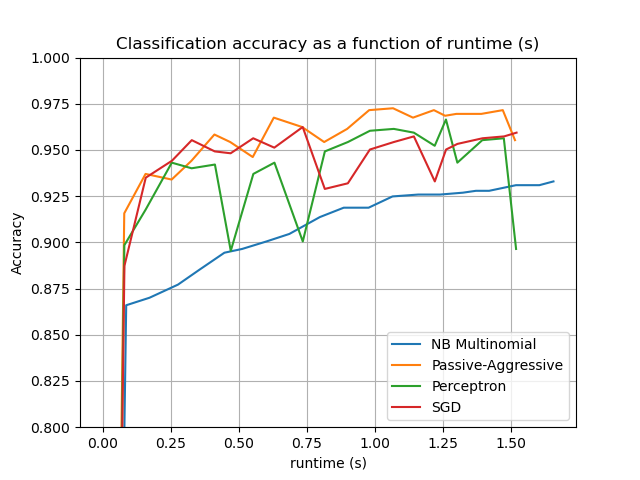 Classification accuracy as a function of runtime (s)
1.000
0.975
0.950
0.925
0.900
0.875
0.850
0.825
0.800
Accuracy
NB Multinomial
Passive-Aggressive
Perceptron
SGD
0.00 0.25 0.50 0.75 1.00 1.25 1.50
runtime (s)